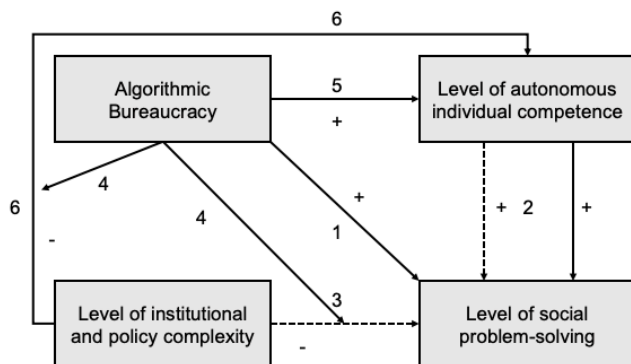 6
Algorithmic
Bureaucracy
5
+
Level of autonomous
individual competence
4
4
+
1
+ 2 +
6
-
Level of institutional
and policy complexity
3
-
Level of social
problem-solving